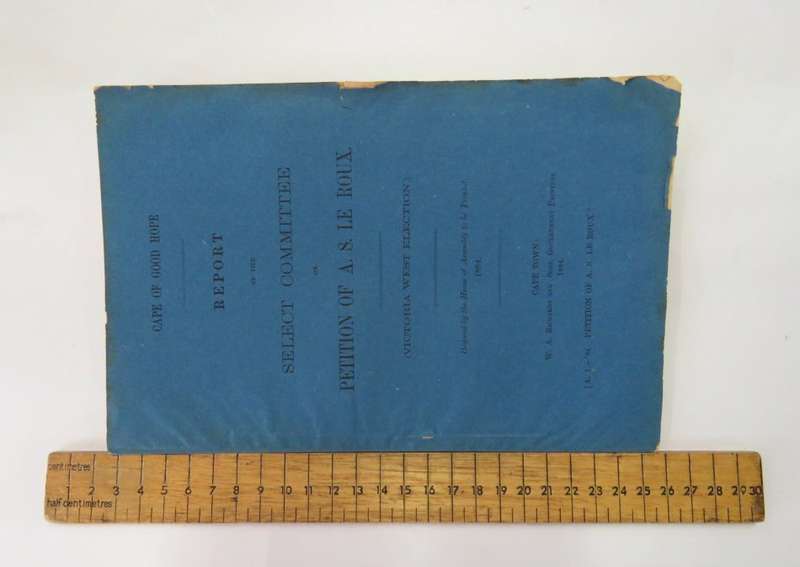 CAPE OF GOOD HOPE
REPORT
OF THE
SELECT COMMITTEE
ON
PETITION OF A. S. LE ROUX.
(VICTORIA WEST ELECTION.)
by the House of Assembly to be Printed.
1894.
CAPE TOWN:
W. A. RICHARDS AND SONS, GOVERNMENT PRINTERS
1894.
PETITION OF A. S. LE ROUX.
centimetres
1 2 3 4 5 6 7 8 9 10 11 12 13 14 15 16 17 18 19 20 21 22 23 24 25 26 27 28 29 30
half centimetres